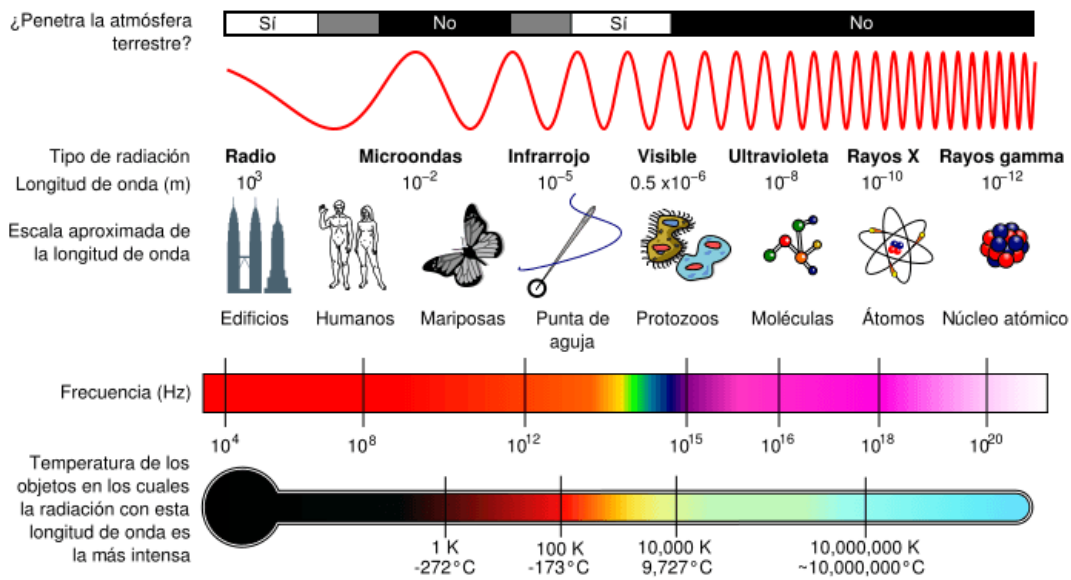 ¿Penetra la atmósfera
terrestre?
Sí No Sí No
Tipo de radiación Radio Microondas Infrarrojo Visible Ultravioleta Rayos X Rayos gamma
Longitud de onda (m) 10³ 10⁻² 10⁻⁵ 0.5 x10⁻⁶ 10⁻⁸ 10⁻¹⁰ 10⁻¹²
Escala aproximada de
la longitud de onda
Edificios Humanos Mariposas Punta de
aguja Protozoos Moléculas Átomos Núcleo atómico
Frecuencia (Hz)
10⁴ 10⁸ 10¹² 10¹⁵ 10¹⁶ 10¹⁸ 10²⁰
Temperatura de los
objetos en los cuales
la radiación con esta
longitud de onda es
la más intensa
1 K 100 K 10,000 K 10,000,000 K
-272°C -173°C 9,727°C ~10,000,000°C